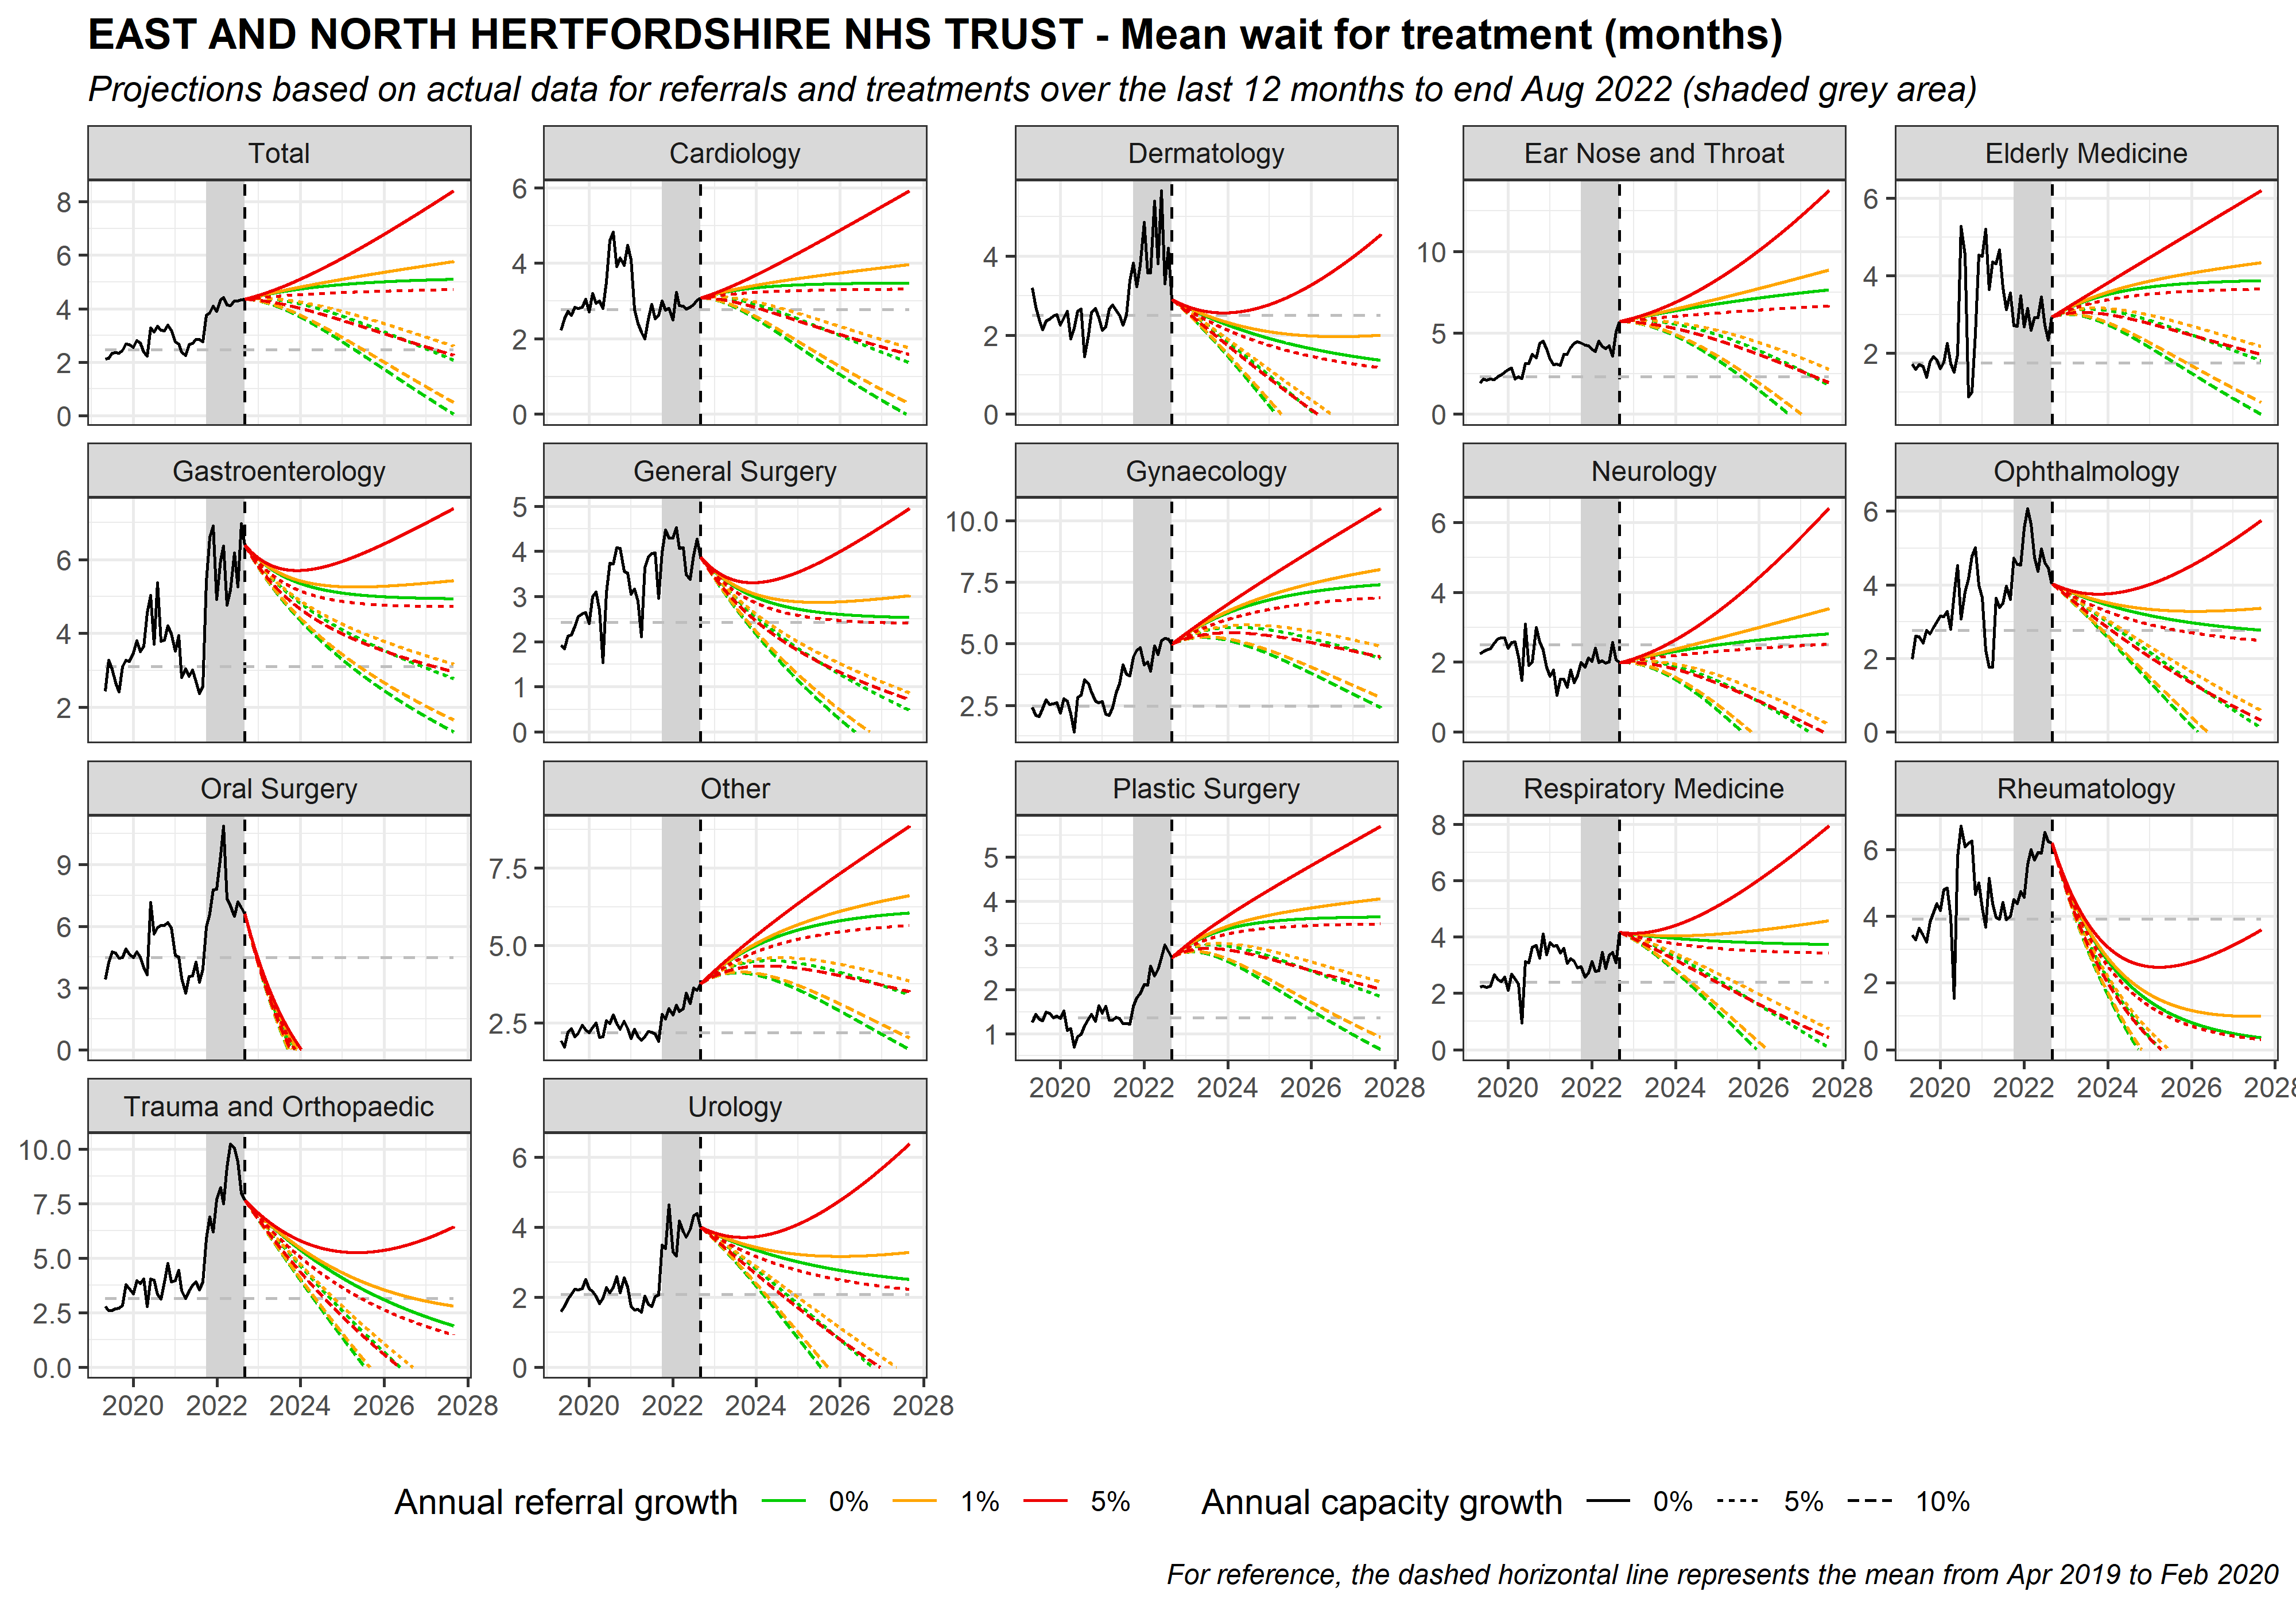 EAST AND NORTH HERTFORDSHIRE NHS TRUST - Mean wait for treatment (months)
Projections based on actual data for referrals and treatments over the last 12 months to end Aug 2022 (shaded grey area)
Total
Cardiology
Dermatology
Ear Nose and Throat
Elderly Medicine
8
6
4
2
0
6
4
2
0
4
2
0
10
5
0
6
4
2
Gastroenterology
General Surgery
Gynaecology
Neurology
Ophthalmology
6
4
2
5
4
3
2
1
0
10.0
7.5
5.0
2.5
6
4
2
0
6
4
2
0
Oral Surgery
Other
Plastic Surgery
Respiratory Medicine
Rheumatology
9
6
3
0
7.5
5.0
2.5
5
4
3
2
1
8
6
4
2
0
6
4
2
0
2020 2022 2024 2026 2028
2020 2022 2024 2026 2028
2020 2022 2024 2026 2028
Trauma and Orthopaedic
Urology
10.0
7.5
5.0
2.5
0.0
6
4
2
0
2020 2022 2024 2026 2028
2020 2022 2024 2026 2028
Annual referral growth 0% 1% 5%
Annual capacity growth 0% 5% 10%
For reference, the dashed horizontal line represents the mean from Apr 2019 to Feb 2020